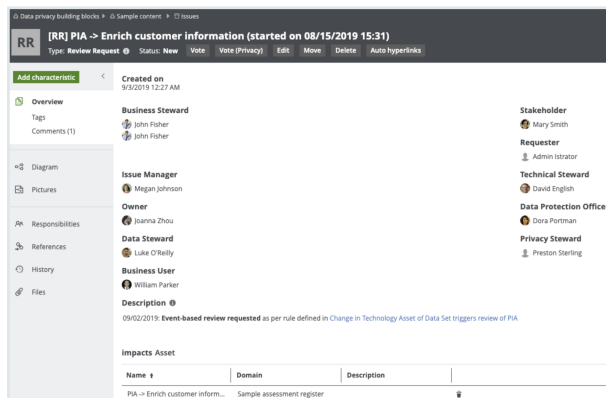 Data privacy building blocks Sample content Issues
RR
[RR] PIA -> Enrich customer information (started on 08/15/2019 15:31)
Type: Review Request Status: New Vote Vote (Privacy) Edit Move Delete Auto hyperlinks
Add characteristic
Overview
Tags
Comments (1)
Diagram
Pictures
Responsibilities
References
History
Files
Created on
9/3/2019 12:27 AM
Business Steward
John Fisher
John Fisher
Stakeholder
Mary Smith
Requester
Admin Istrator
Issue Manager
Megan Johnson
Technical Steward
David English
Owner
Joanna Zhou
Data Protection Office
Dora Portman
Data Steward
Luke O'Reilly
Privacy Steward
Preston Sterling
Business User
William Parker
Description
09/02/2019: Event-based review requested as per rule defined in Change in Technology Asset of Data Set triggers review of PIA
impacts Asset
Name Domain Description
PIA -> Enrich customer inform... Sample assessment register